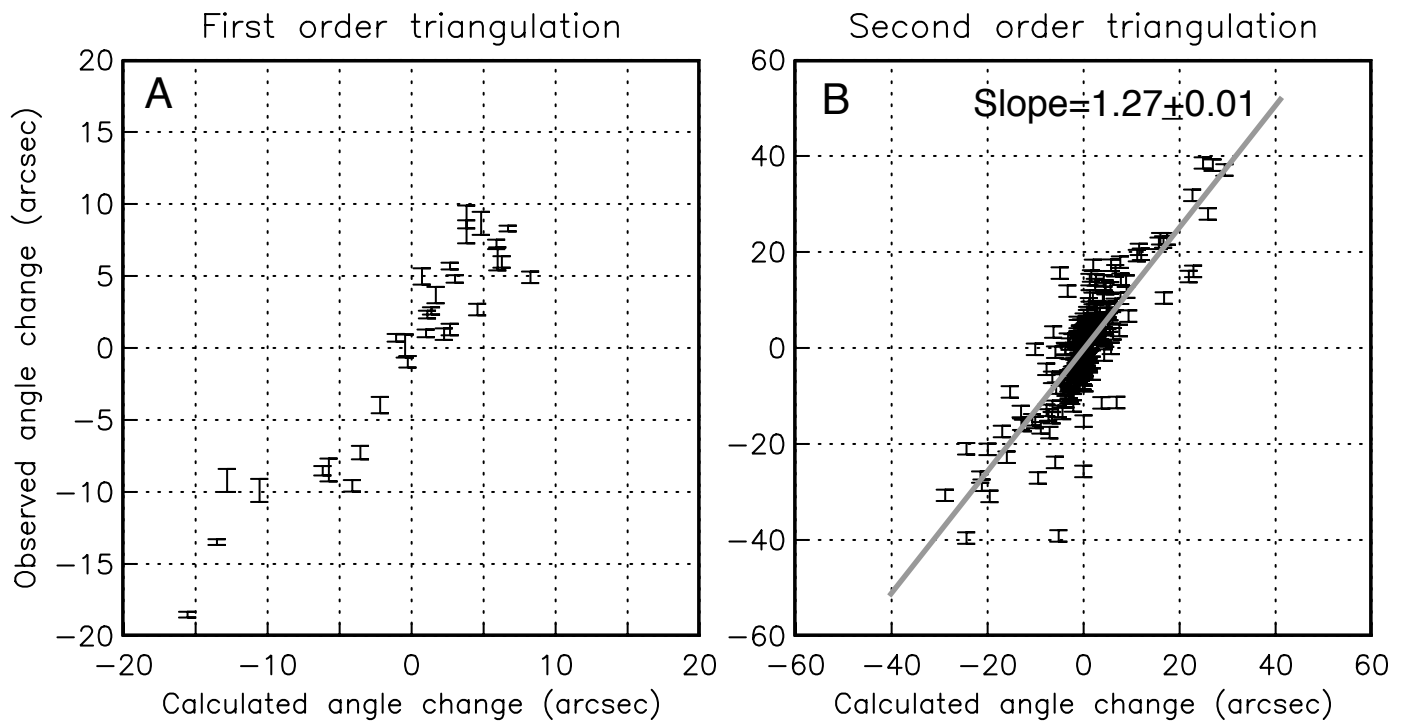 First order triangulation
Second order triangulation
A
B
Slope=1.27±0.01
Observed angle change (arcsec)
20
15
10
5
0
−5
−10
−15
−20
60
40
20
0
−20
−40
−60
−20 −10 0 10 20
−60 −40 −20 0 20 40 60
Calculated angle change (arcsec)
Calculated angle change (arcsec)